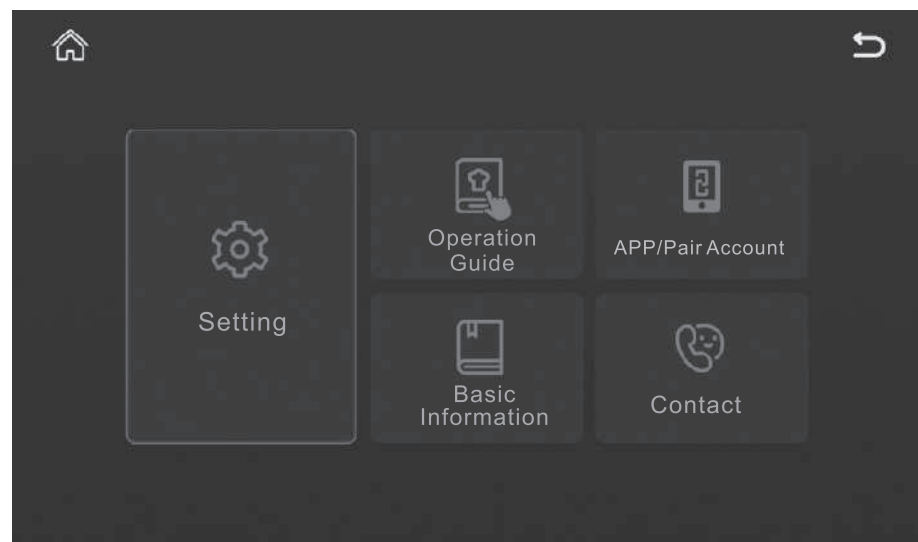 Setting
Operation
Guide
APP/Pair Account
Basic
Information
Contact